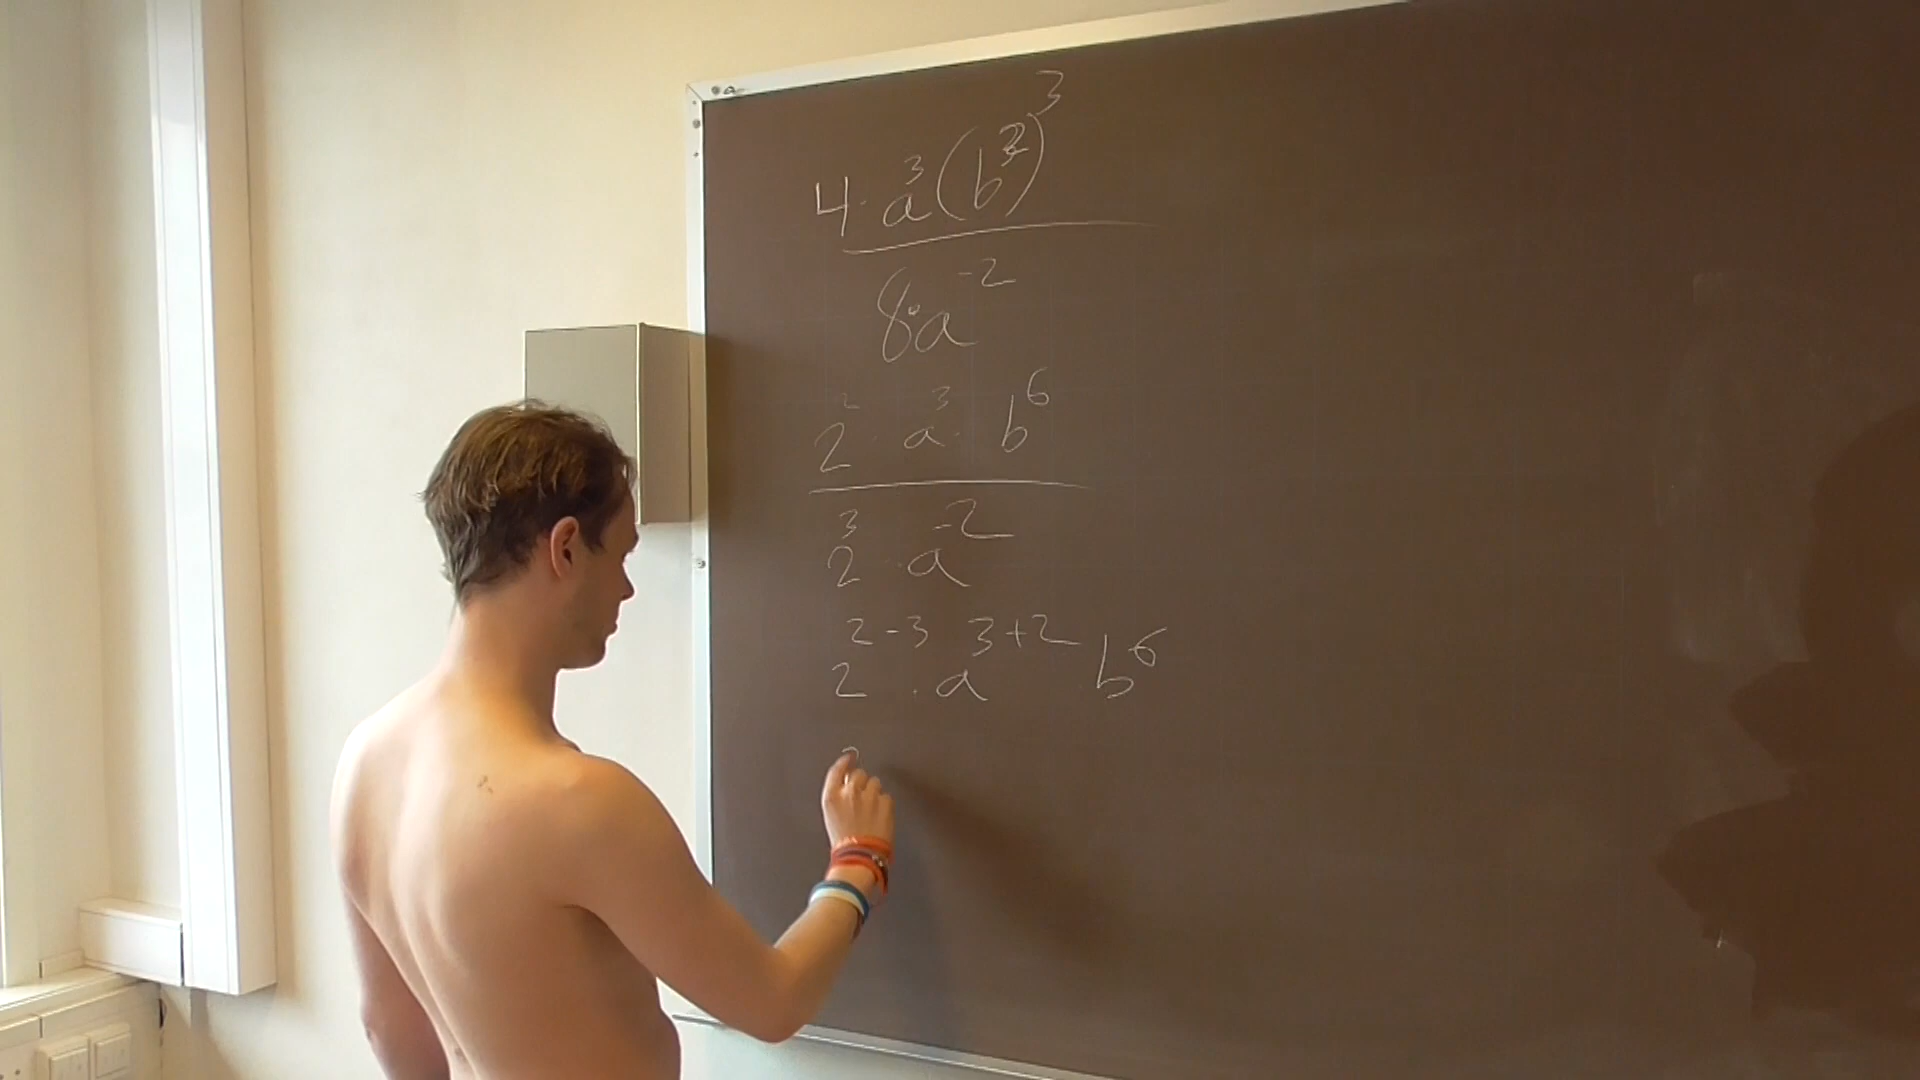 4·a³(b²)³
8·a⁻²
2²·a³·b⁶
2³·a⁻²
2²⁻³·a³⁺²·b⁶